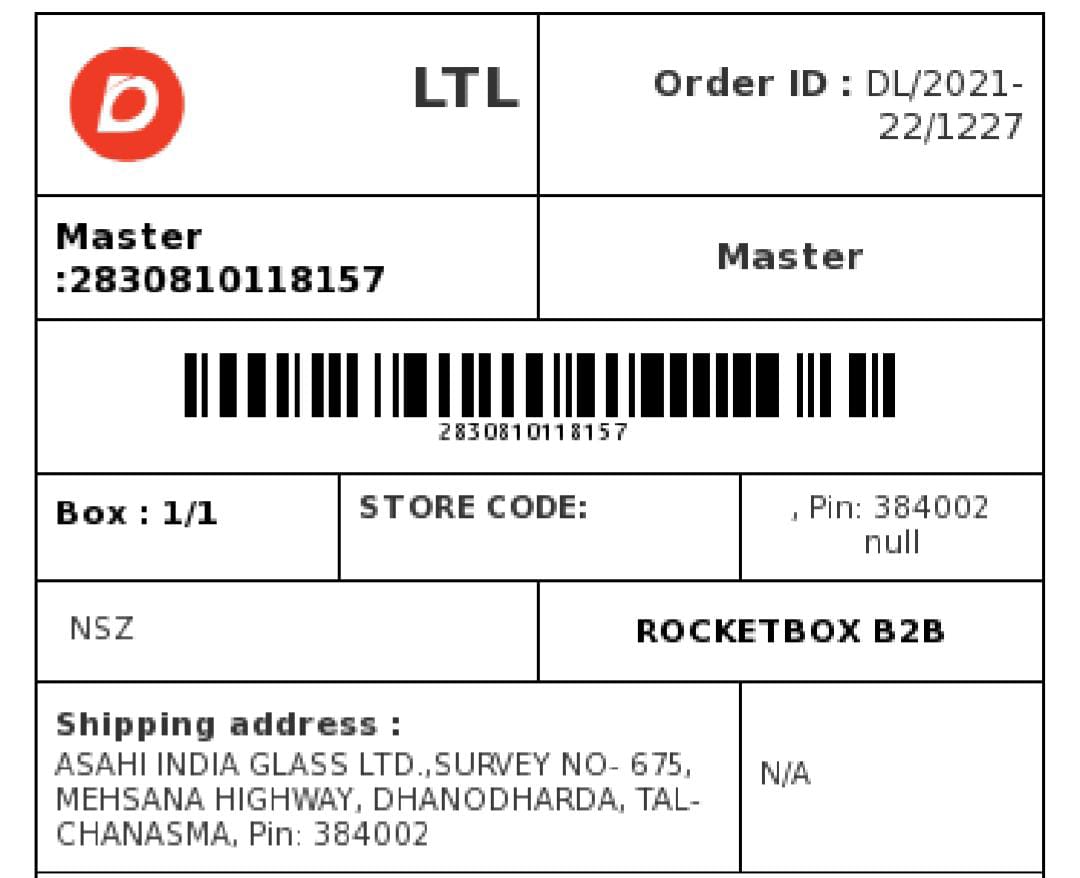 LTL
Order ID : DL/2021-
22/1227
Master
:2830810118157
Master
2830810118157
Box : 1/1
STORE CODE:
, Pin: 384002
null
NSZ
ROCKETBOX B2B
Shipping address :
ASAHI INDIA GLASS LTD.,SURVEY NO- 675,
MEHSANA HIGHWAY, DHANODHARDA, TAL-
CHANASMA, Pin: 384002
N/A